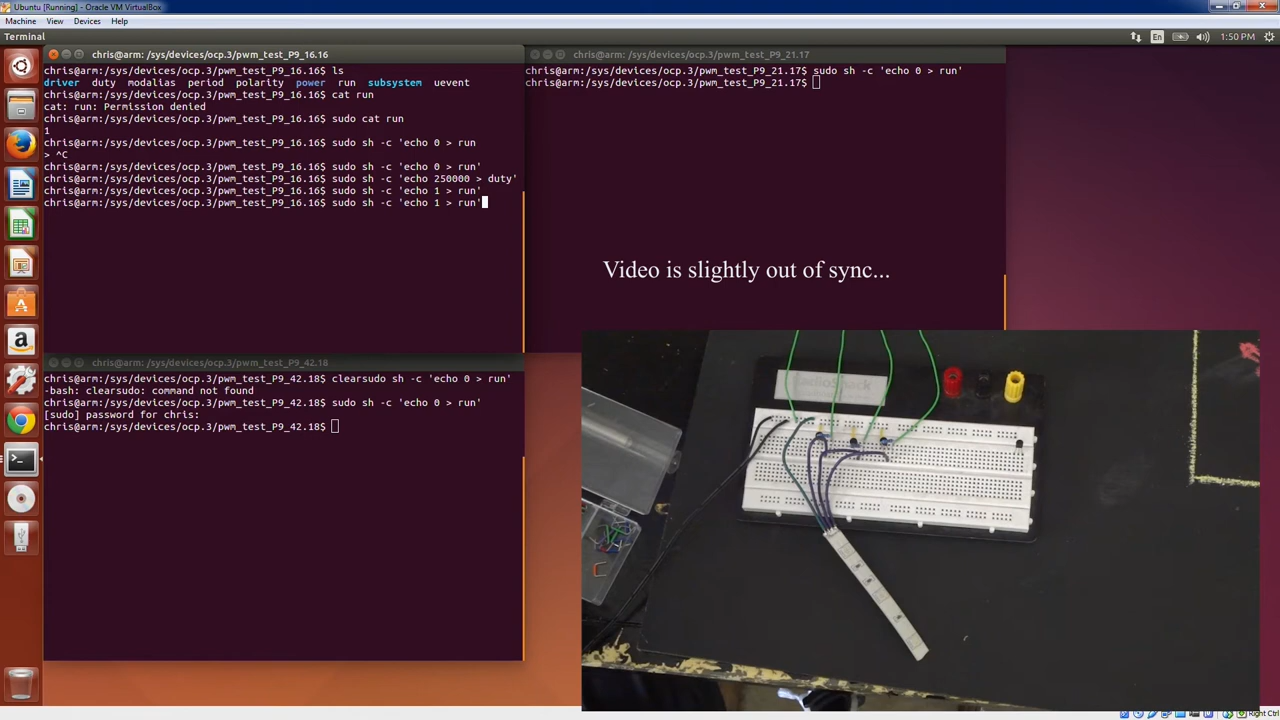 Ubuntu [Running] - Oracle VM VirtualBox
Machine View Devices Help
Terminal
En
1:50 PM
chris@arm: /sys/devices/ocp.3/pwm_test_P9_16.16
chris@arm:/sys/devices/ocp.3/pwm_test_P9_16.16$ ls
driver duty modalias period polarity power run subsystem uevent
chris@arm:/sys/devices/ocp.3/pwm_test_P9_16.16$ cat run
cat: run: Permission denied
chris@arm:/sys/devices/ocp.3/pwm_test_P9_16.16$ sudo cat run
1
chris@arm:/sys/devices/ocp.3/pwm_test_P9_16.16$ sudo sh -c 'echo 0 > run
> ^C
chris@arm:/sys/devices/ocp.3/pwm_test_P9_16.16$ sudo sh -c 'echo 0 > run'
chris@arm:/sys/devices/ocp.3/pwm_test_P9_16.16$ sudo sh -c 'echo 250000 > duty'
chris@arm:/sys/devices/ocp.3/pwm_test_P9_16.16$ sudo sh -c 'echo 1 > run'
chris@arm:/sys/devices/ocp.3/pwm_test_P9_16.16$ sudo sh -c 'echo 1 > run'
chris@arm: /sys/devices/ocp.3/pwm_test_P9_21.17
chris@arm:/sys/devices/ocp.3/pwm_test_P9_21.17$ sudo sh -c 'echo 0 > run'
chris@arm:/sys/devices/ocp.3/pwm_test_P9_21.17$
Video is slightly out of sync...
chris@arm: /sys/devices/ocp.3/pwm_test_P9_42.18
chris@arm:/sys/devices/ocp.3/pwm_test_P9_42.18$ clearsudo sh -c 'echo 0 > run'
bash: clearsudo: command not found
chris@arm:/sys/devices/ocp.3/pwm_test_P9_42.18$ sudo sh -c 'echo 0 > run'
[sudo] password for chris:
chris@arm:/sys/devices/ocp.3/pwm_test_P9_42.18$
RadioShack
Right Ctrl